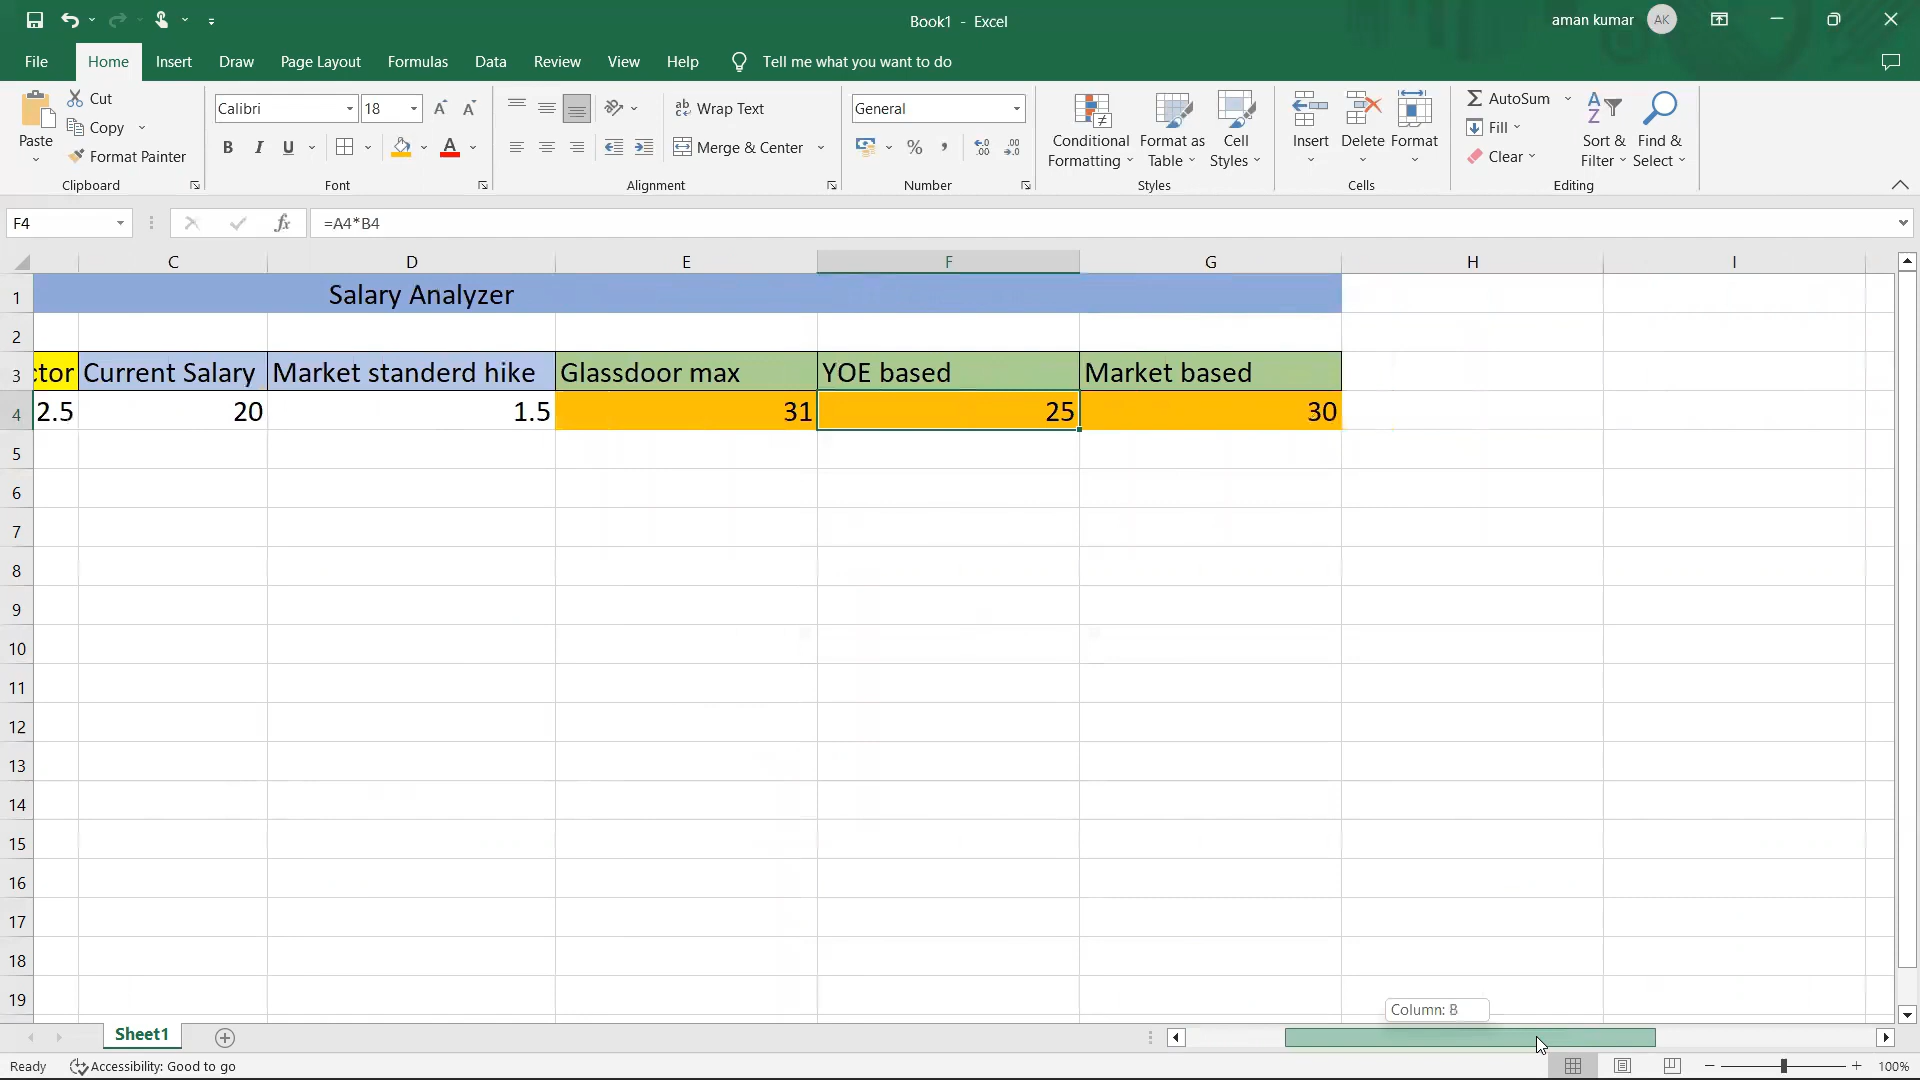 Book1 - Excel
aman kumar
AK
File
Home
Insert
Draw
Page Layout
Formulas
Data
Review
View
Help
Tell me what you want to do
Paste
Cut
Copy
Format Painter
Clipboard
Calibri
18
B I U
Font
Wrap Text
Merge & Center
Alignment
General
Number
Conditional Formatting
Format as Table
Cell Styles
Styles
Insert
Delete
Format
Cells
AutoSum
Fill
Clear
Sort & Filter
Find & Select
Editing
F4
fx
=A4*B4
C D E F G H I
1 Salary Analyzer
2
3 ctor Current Salary Market standerd hike Glassdoor max YOE based Market based
4 2.5 20 1.5 31 25 30
5
6
7
8
9
10
11
12
13
14
15
16
17
18
19
Column: B
Sheet1
Ready
Accessibility: Good to go
100%